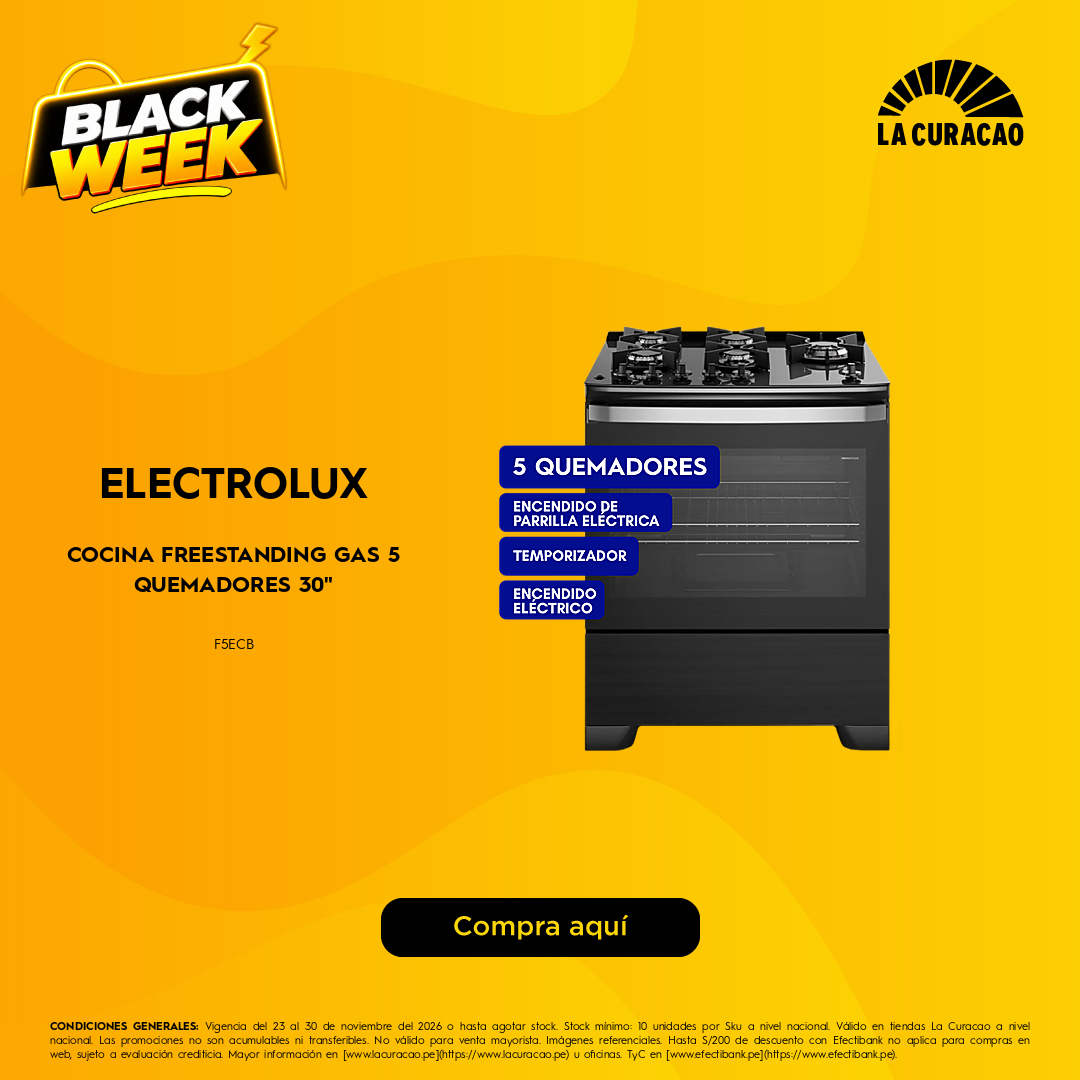 BLACK
WEEK
LA CURACAO
ELECTROLUX
COCINA FREESTANDING GAS 5
QUEMADORES 30"
F5ECB
5 QUEMADORES
ENCENDIDO DE
PARRILLA ELÉCTRICA
TEMPORIZADOR
ENCENDIDO
ELÉCTRICO
Compra aquí
CONDICIONES GENERALES: Vigencia del 23 al 30 de noviembre del 2026 o hasta agotar stock. Stock mínimo: 10 unidades por Sku a nivel nacional. Válido en tiendas La Curacao a nivel
nacional. Las promociones no son acumulables ni transferibles. No válido para venta mayorista. Imágenes referenciales. Hasta S/200 de descuento con Efectibank no aplica para compras en
web, sujeto a evaluación crediticia. Mayor información en [www.lacuracao.pe](https://www.lacuracao.pe) u oficinas. TyC en [www.efectibank.pe](https://www.efectibank.pe).